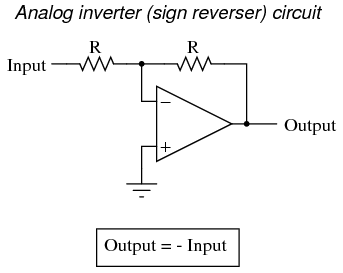 Analog inverter (sign reverser) circuit
R R
Input
−
+
Output
Output = - Input